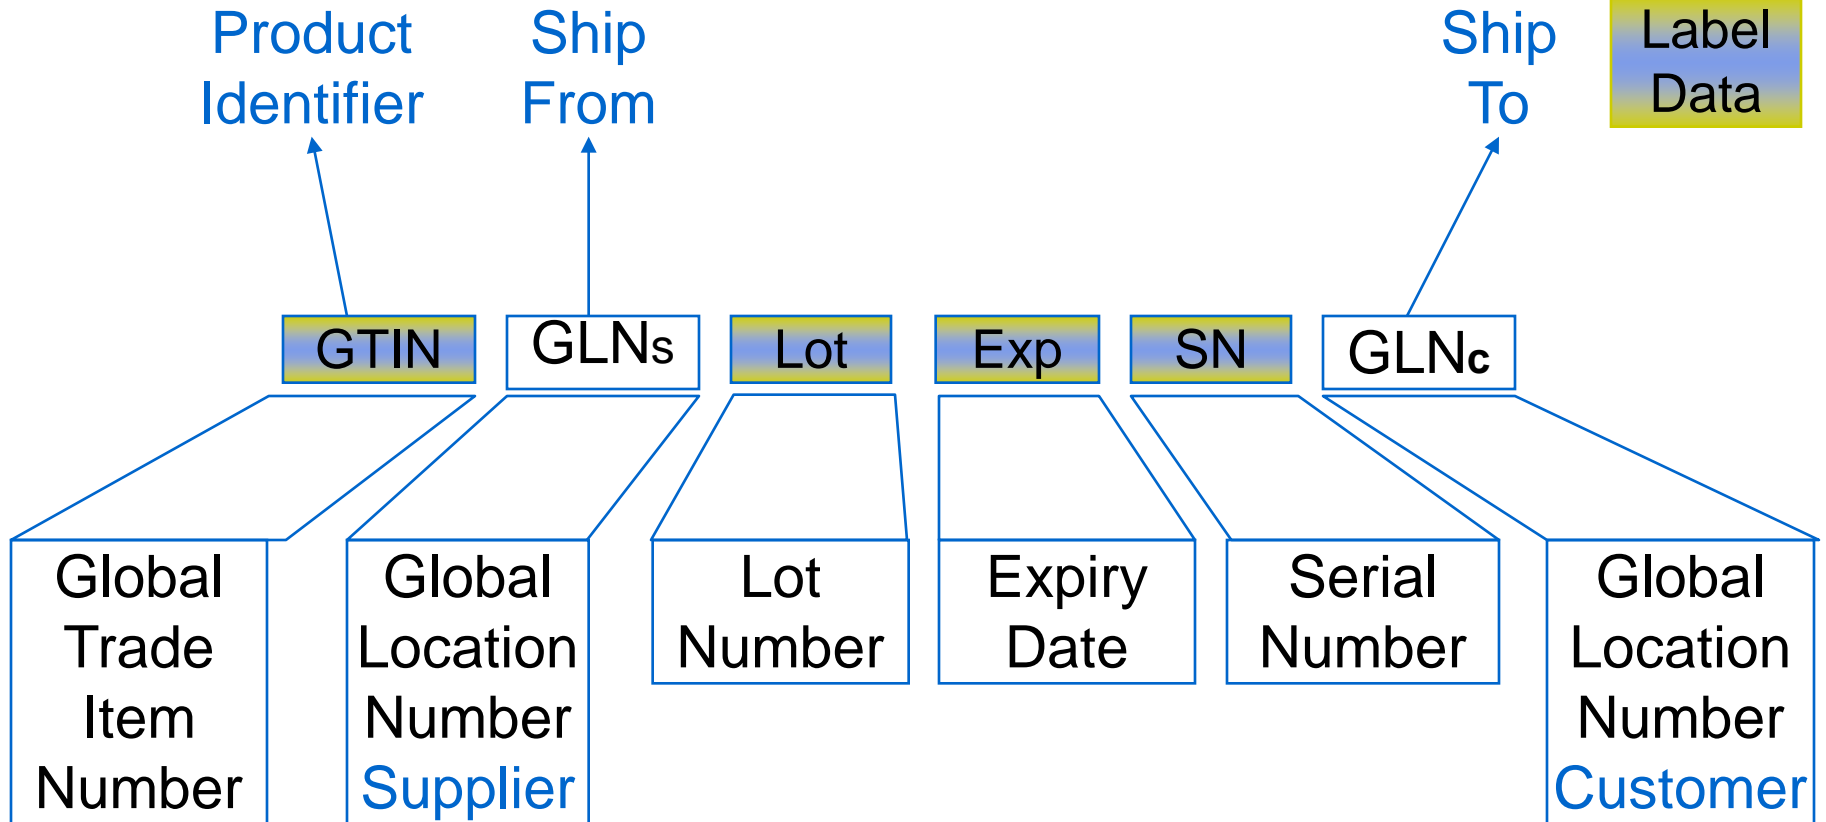 Product
Identifier
Ship
From
Ship
To
Label
Data
GTIN
GLNs
Lot
Exp
SN
GLNc
Global
Trade
Item
Number
Global
Location
Number
Supplier
Lot
Number
Expiry
Date
Serial
Number
Global
Location
Number
Customer